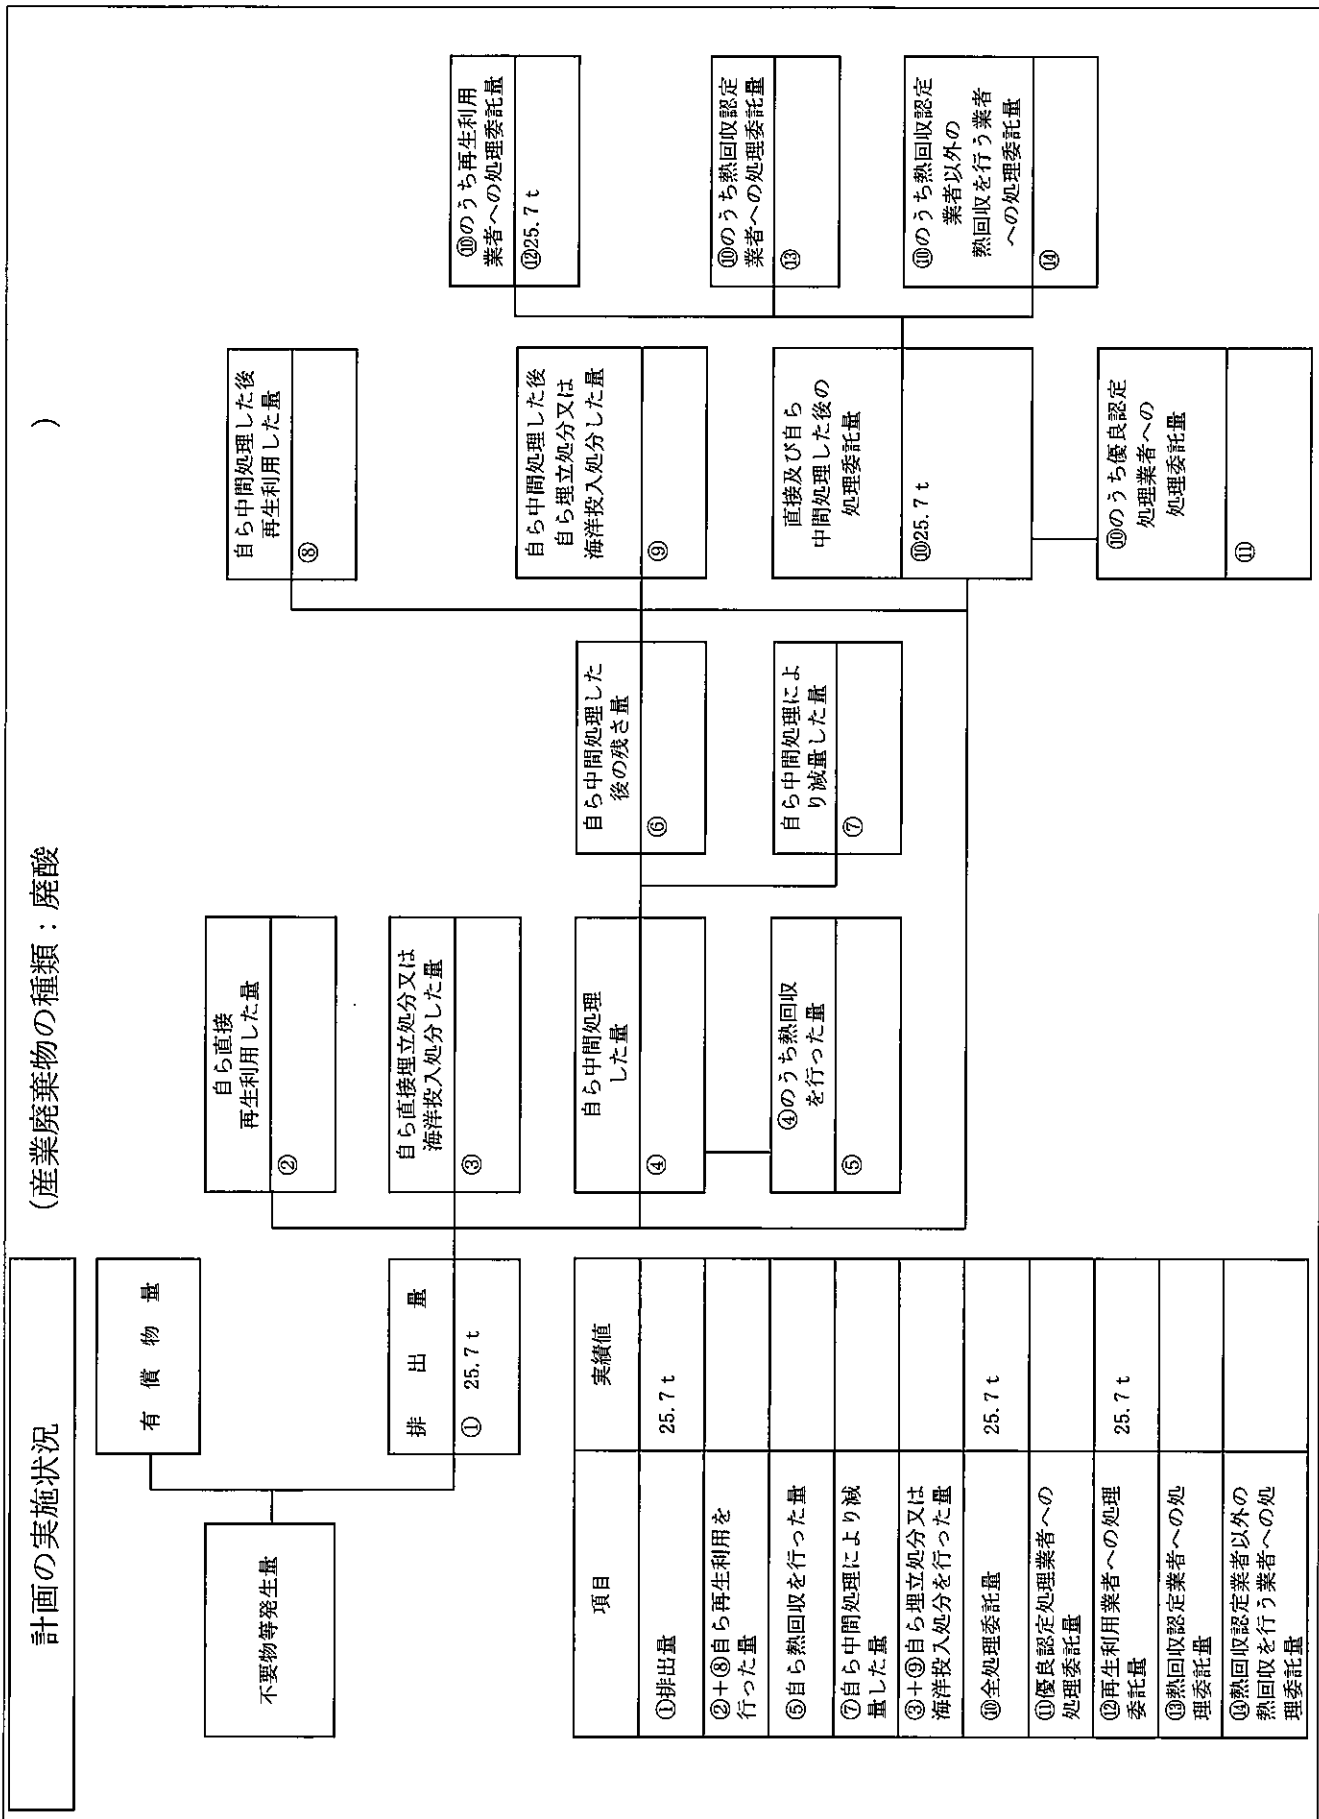 計画の実施状況
(産業廃棄物の種類：廃酸　　　)
不要物等発生量
有償物量
排出量
① 25.7ｔ
自ら直接
再生利用した量
②
自ら直接埋立処分又は
海洋投入処分した量
③
自ら中間処理
した量
④
④のうち熱回収
を行った量
⑤
自ら中間処理した
後の残さ量
⑥
自ら中間処理によ
り減量した量
⑦
自ら中間処理した後
再生利用した量
⑧
自ら中間処理した後
自ら埋立処分又は
海洋投入処分した量
⑨
直接及び自ら
中間処理した後の
処理委託量
⑩25.7ｔ
⑩のうち優良認定
処理業者への
処理委託量
⑪
⑩のうち再生利用
業者への処理委託量
⑫25.7ｔ
⑩のうち熱回収認定
業者への処理委託量
⑬
⑩のうち熱回収認定
業者以外の
熱回収を行う業者
への処理委託量
⑭
項目 実績値
①排出量 25.7ｔ
②+⑧自ら再生利用を
行った量
⑤自ら熱回収を行った量
⑦自ら中間処理により減
量した量
③+⑨自ら埋立処分又は
海洋投入処分を行った量
⑩全処理委託量 25.7ｔ
⑪優良認定処理業者への
処理委託量
⑫再生利用業者への処理
委託量 25.7ｔ
⑬熱回収認定業者への処
理委託量
⑭熱回収認定業者以外の
熱回収を行う業者への処
理委託量